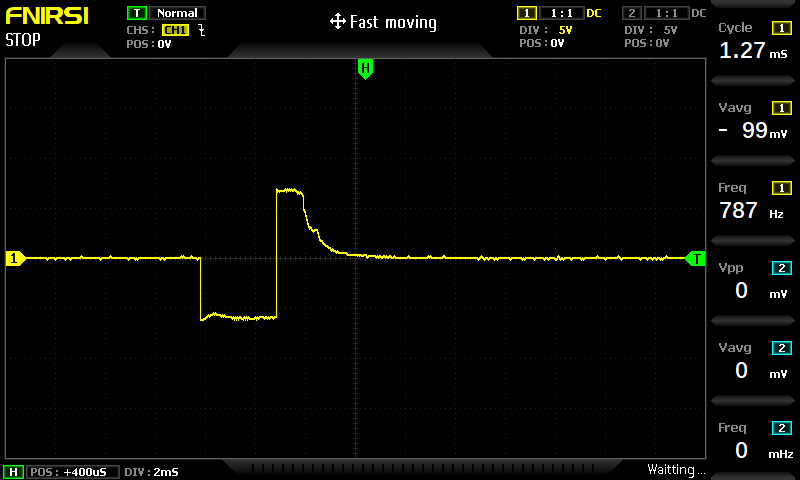 FNIRSI
STOP
T Normal
CHS: CH1
POS:0V
Fast moving
1 1:1 DC
DIV: 5V
POS:0V
2 1:1 DC
DIV: 5V
POS:0V
Cycle 1
1.27 mS
Vavg 1
- 99 mV
Freq 1
787 Hz
Vpp 2
0 mV
Vavg 2
0 mV
Freq 2
0 mHz
H
1
T
H POS: +400uS DIV:2mS
Waitting...